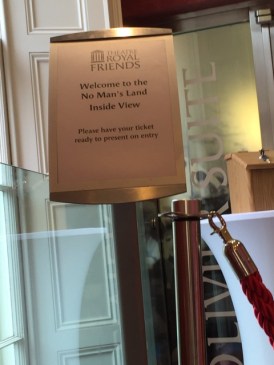 THEATRE
ROYAL
FRIENDS
Welcome to the
No Man's Land
Inside View
Please have your ticket
ready to present on entry
SUITE